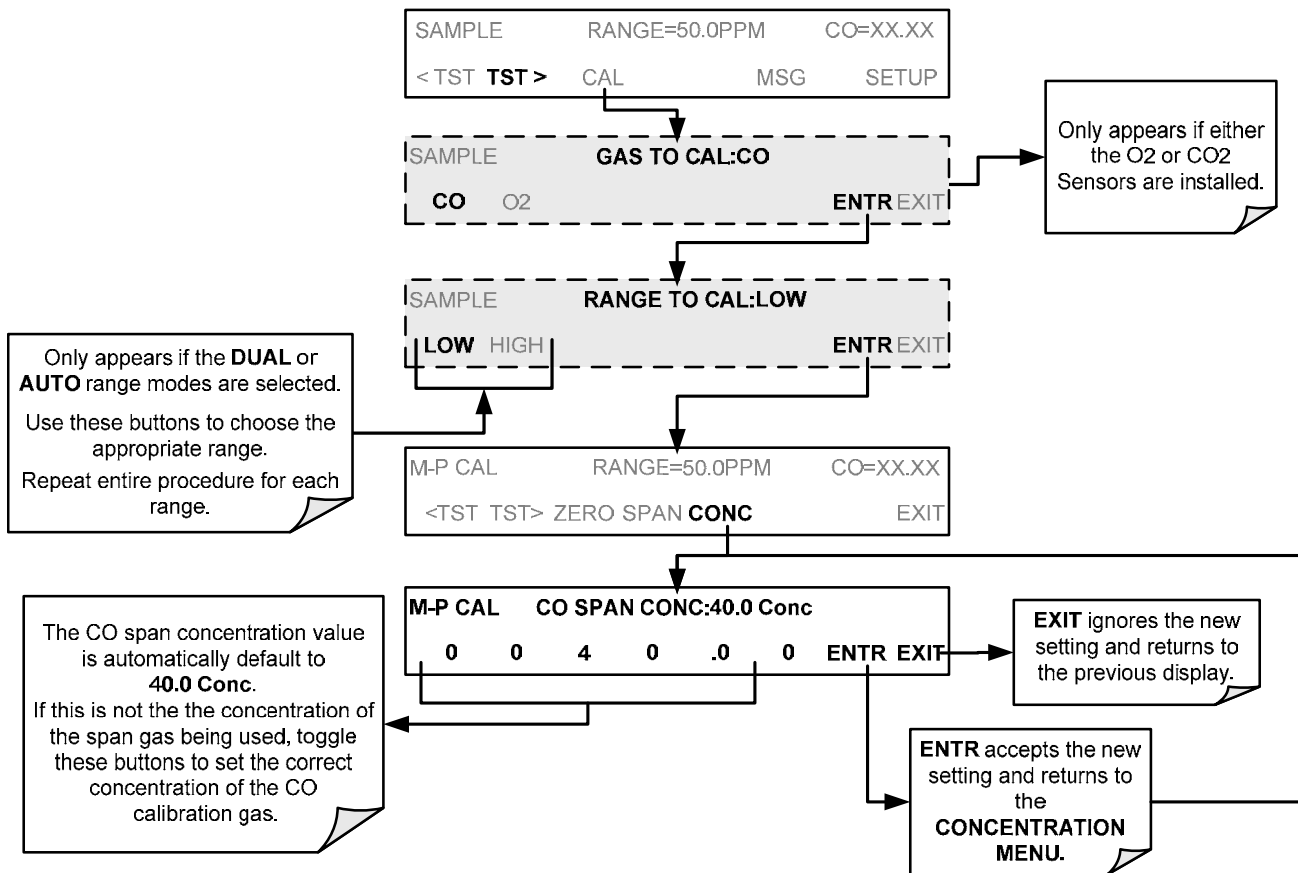 SAMPLE RANGE=50.0PPM CO=XX.XX
< TST TST > CAL MSG SETUP
Only appears if either
the O2 or CO2
Sensors are installed.
SAMPLE GAS TO CAL:CO
CO O2 ENTR EXIT
SAMPLE RANGE TO CAL:LOW
LOW HIGH ENTR EXIT
Only appears if the DUAL or
AUTO range modes are selected.
Use these buttons to choose the
appropriate range.
Repeat entire procedure for each
range.
M-P CAL RANGE=50.0PPM CO=XX.XX
<TST TST> ZERO SPAN CONC EXIT
M-P CAL CO SPAN CONC:40.0 Conc
0 0 4 0 .0 0 ENTR EXIT
The CO span concentration value
is automatically default to
40.0 Conc.
If this is not the the concentration of
the span gas being used, toggle
these buttons to set the correct
concentration of the CO
calibration gas.
EXIT ignores the new
setting and returns to
the previous display.
ENTR accepts the new
setting and returns to
the
CONCENTRATION
MENU.